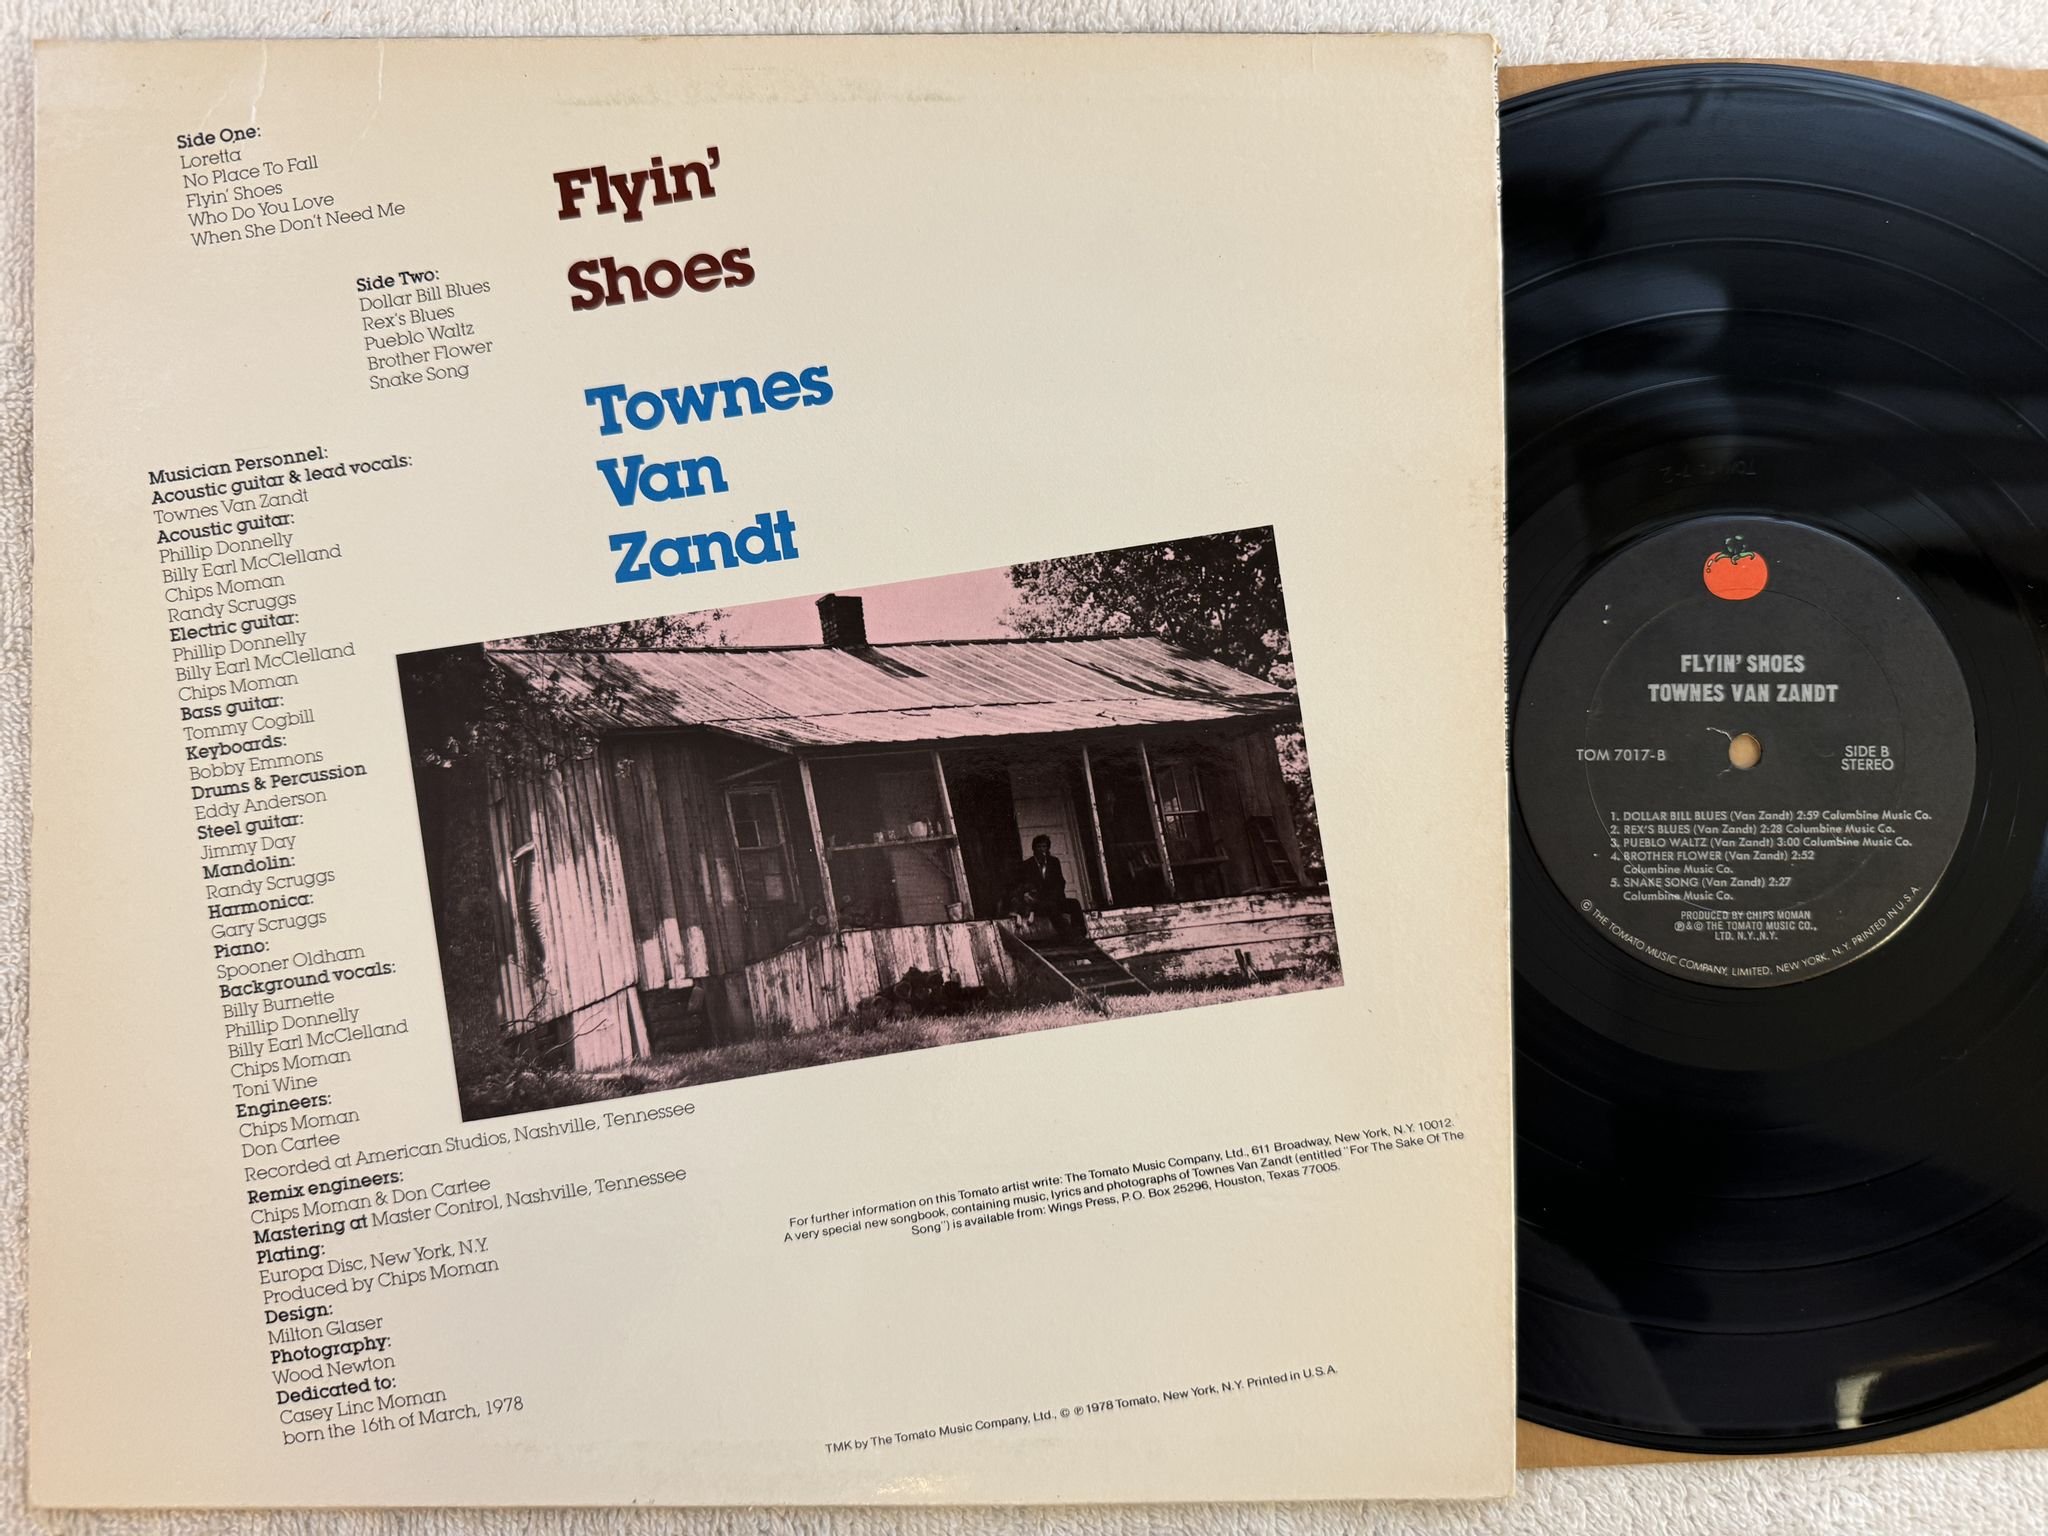 Side One:
Loretta
No Place To Fall
Flyin' Shoes
Who Do You Love
When She Don't Need Me
Side Two:
Dollar Bill Blues
Rex's Blues
Pueblo Waltz
Brother Flower
Snake Song
Flyin'
Shoes
Townes
Van
Zandt
Musician Personnel:
Acoustic guitar & lead vocals:
Townes Van Zandt
Acoustic guitar:
Phillip Donnelly
Billy Earl McClelland
Chips Moman
Randy Scruggs
Electric guitar:
Phillip Donnelly
Billy Earl McClelland
Chips Moman
Bass guitar:
Tommy Cogbill
Keyboards:
Bobby Emmons
Drums & Percussion
Eddy Anderson
Steel guitar:
Jimmy Day
Mandolin:
Randy Scruggs
Harmonica:
Gary Scruggs
Piano:
Spooner Oldham
Background vocals:
Billy Burnette
Phillip Donnelly
Billy Earl McClelland
Chips Moman
Toni Wine
Engineers:
Chips Moman
Don Cartee
Recorded at American Studios, Nashville, Tennessee
Remix engineers:
Chips Moman & Don Cartee
Mastering at Master Control, Nashville, Tennessee
Plating:
Europa Disc, New York, N.Y.
Produced by Chips Moman
Design:
Milton Glaser
Photography:
Wood Newton
Dedicated to:
Casey Linc Moman
born the 16th of March, 1978
For further information on this Tomato artist write: The Tomato Music Company, Ltd., 611 Broadway, New York, N.Y. 10012.
A very special new songbook, containing music, lyrics and photographs of Townes Van Zandt (entitled "For The Sake Of The
Song") is available from: Wings Press, P.O. Box 25296, Houston, Texas 77005.
TMK by The Tomato Music Company, Ltd., © ℗ 1978 Tomato, New York, N.Y. Printed in U.S.A.
FLYIN' SHOES
TOWNES VAN ZANDT
TOM 7017-B
SIDE B
STEREO
1. DOLLAR BILL BLUES (Van Zandt) 2:59 Columbine Music Co.
2. REX'S BLUES (Van Zandt) 2:28 Columbine Music Co.
3. PUEBLO WALTZ (Van Zandt) 3:00 Columbine Music Co.
4. BROTHER FLOWER (Van Zandt) 2:52
Columbine Music Co.
5. SNAKE SONG (Van Zandt) 2:27
Columbine Music Co.
PRODUCED BY CHIPS MOMAN
℗ & © THE TOMATO MUSIC CO.,
LTD. N.Y.,N.Y.
© THE TOMATO MUSIC COMPANY, LIMITED, NEW YORK, N.Y. PRINTED IN U.S.A.